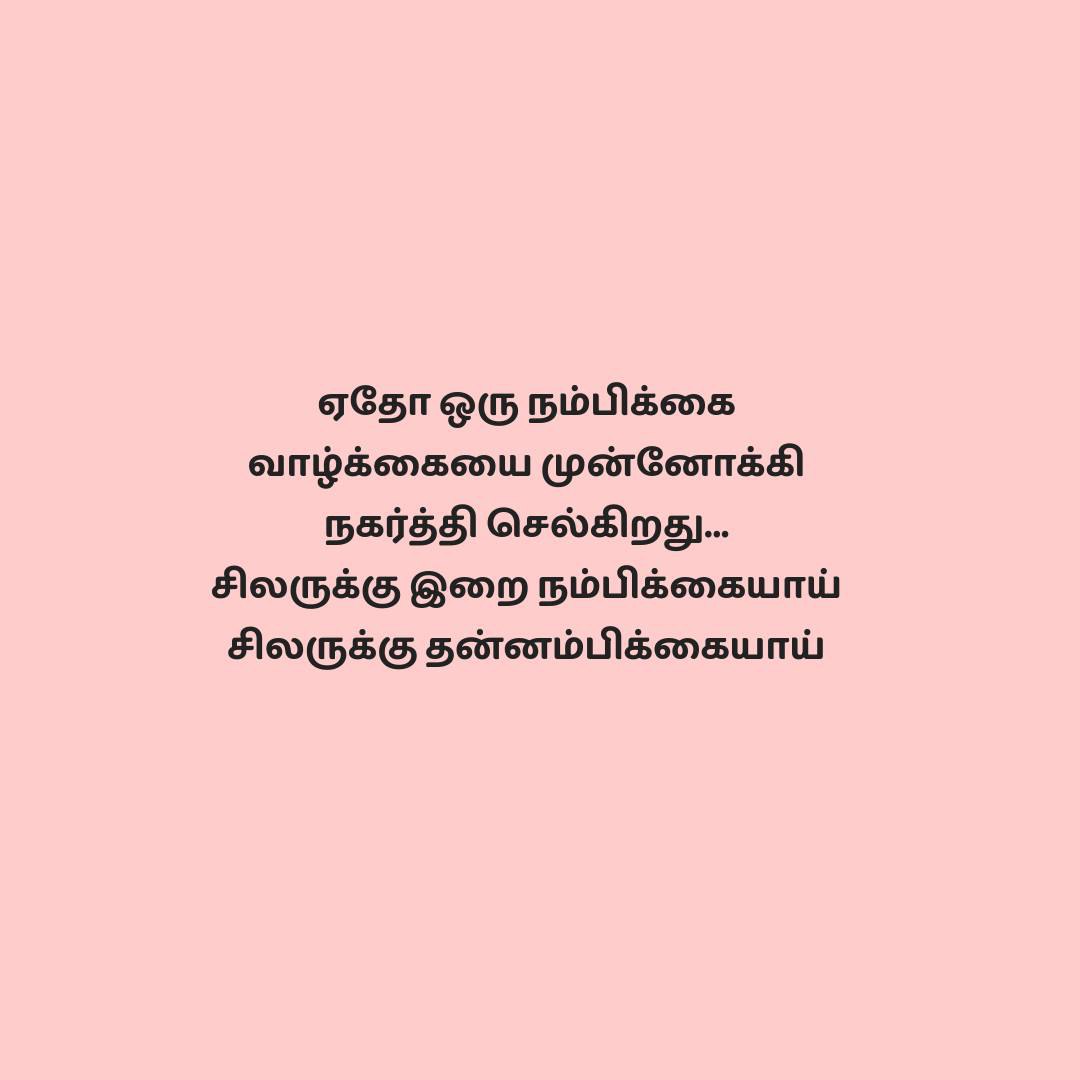 ஏதோ ஒரு நம்பிக்கை
வாழ்க்கையை முன்னோக்கி
நகர்த்தி செல்கிறது...
சிலருக்கு இறை நம்பிக்கையாய்
சிலருக்கு தன்னம்பிக்கையாய்